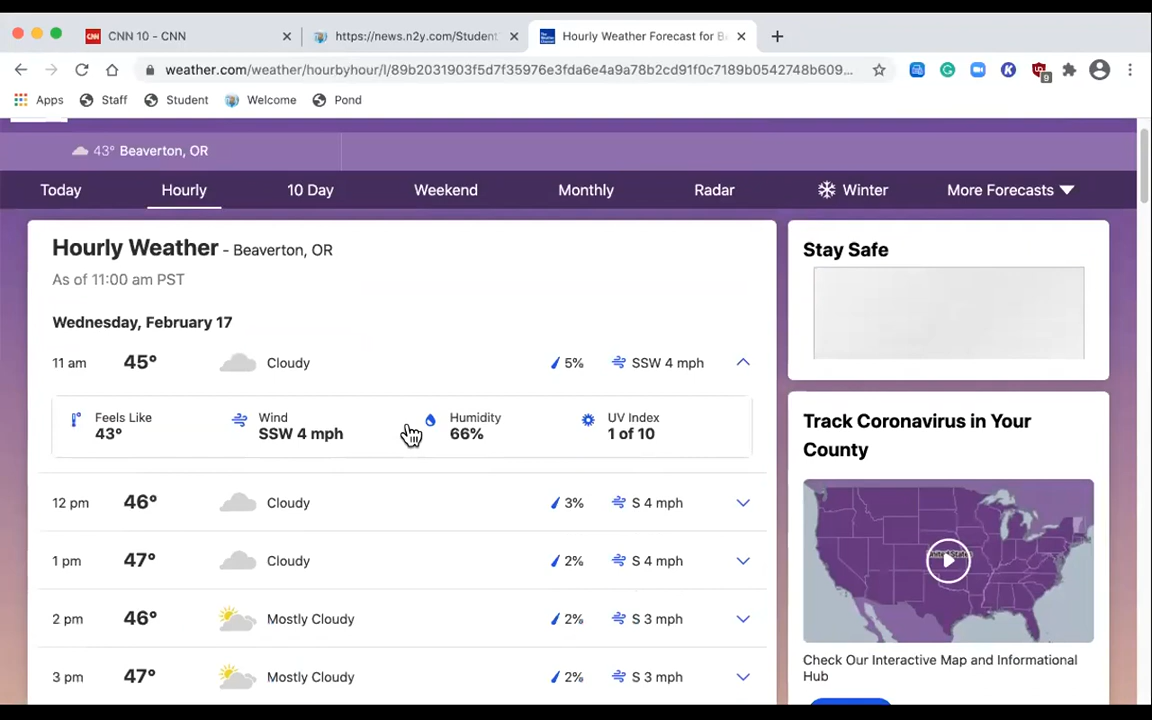 CNN 10 - CNN
https://news.n2y.com/Student
Hourly Weather Forecast for B
weather.com/weather/hourbyhour/l/89b2031903f5d7f35976e3fda6e4a9a78b2cd91f0c7189b0542748b609...
9
Apps Staff Student Welcome Pond
43° Beaverton, OR
Today Hourly 10 Day Weekend Monthly Radar Winter More Forecasts
Hourly Weather - Beaverton, OR
As of 11:00 am PST
Wednesday, February 17
11 am 45° Cloudy 5% SSW 4 mph
Feels Like Wind Humidity UV Index
43° SSW 4 mph 66% 1 of 10
12 pm 46° Cloudy 3% S 4 mph
1 pm 47° Cloudy 2% S 4 mph
2 pm 46° Mostly Cloudy 2% S 3 mph
3 pm 47° Mostly Cloudy 2% S 3 mph
Stay Safe
Track Coronavirus in Your
County
United States
Check Our Interactive Map and Informational
Hub